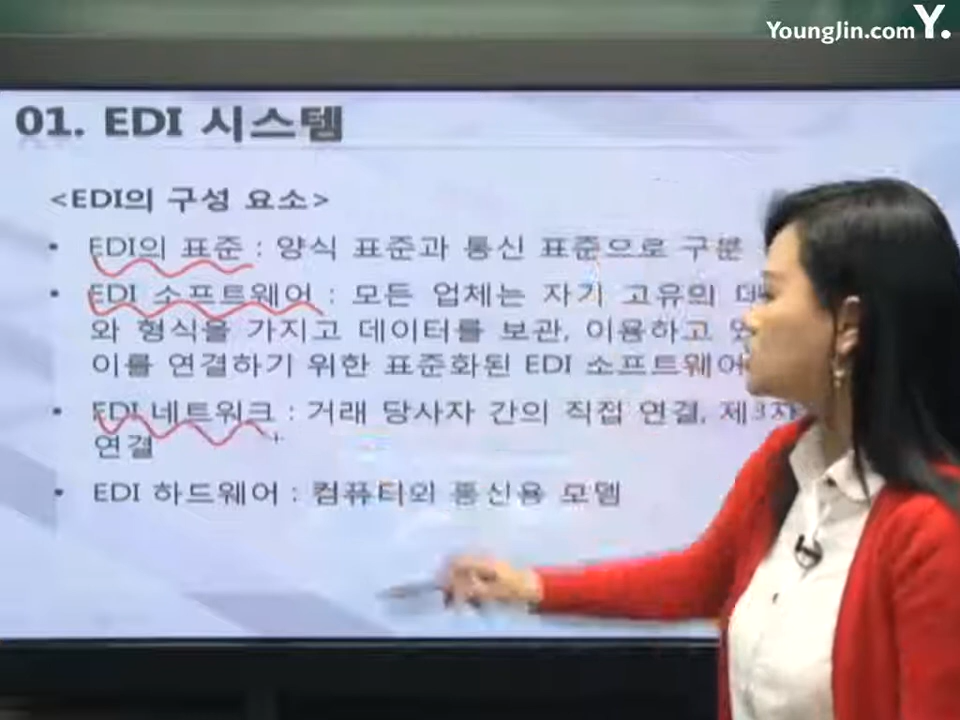 YoungJin.com Y.
01. EDI 시스템
<EDI의 구성 요소>
• EDI의 표준 : 양식 표준과 통신 표준으로 구분
• EDI 소프트웨어 : 모든 업체는 자기 고유의
와 형식을 가지고 데이터를 보관, 이용하고
이를 연결하기 위한 표준화된 EDI 소프트웨어
• EDI 네트워크 : 거래 당사자 간의 직접 연결, 제3자
연결
• EDI 하드웨어 : 컴퓨터와 통신용 모뎀